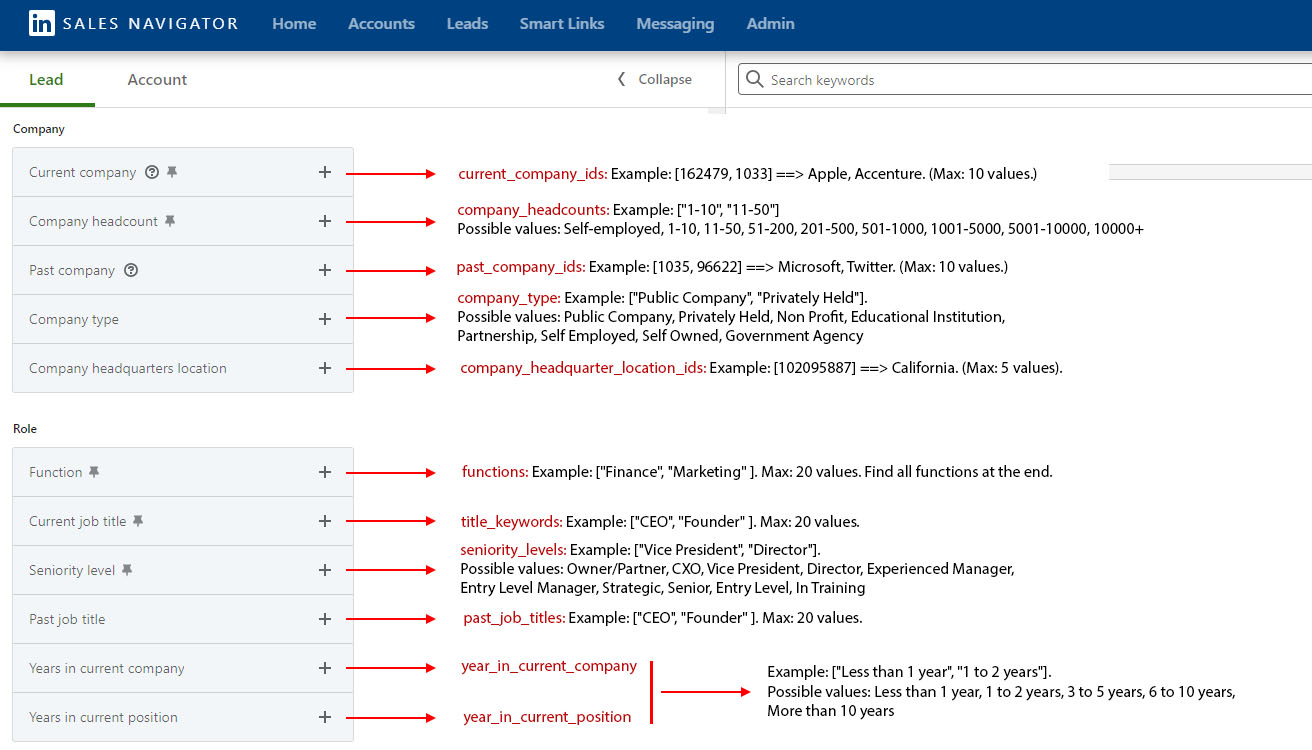 in SALES NAVIGATOR Home Accounts Leads Smart Links Messaging Admin
Lead Account Collapse Search keywords
Company
Current company current_company_ids: Example: [162479, 1033] ==> Apple, Accenture. (Max: 10 values.)
Company headcount company_headcounts: Example: ["1-10", "11-50"]
Possible values: Self-employed, 1-10, 11-50, 51-200, 201-500, 501-1000, 1001-5000, 5001-10000, 10000+
Past company past_company_ids: Example: [1035, 96622] ==> Microsoft, Twitter. (Max: 10 values.)
Company type company_type: Example: ["Public Company", "Privately Held"].
Possible values: Public Company, Privately Held, Non Profit, Educational Institution,
Partnership, Self Employed, Self Owned, Government Agency
Company headquarters location company_headquarter_location_ids: Example: [102095887] ==> California. (Max: 5 values).
Role
Function functions: Example: ["Finance", "Marketing" ]. Max: 20 values. Find all functions at the end.
Current job title title_keywords: Example: ["CEO", "Founder" ]. Max: 20 values.
Seniority level seniority_levels: Example: ["Vice President", "Director"].
Possible values: Owner/Partner, CXO, Vice President, Director, Experienced Manager,
Entry Level Manager, Strategic, Senior, Entry Level, In Training
Past job title past_job_titles: Example: ["CEO", "Founder" ]. Max: 20 values.
Years in current company year_in_current_company
Example: ["Less than 1 year", "1 to 2 years"].
Possible values: Less than 1 year, 1 to 2 years, 3 to 5 years, 6 to 10 years,
More than 10 years
Years in current position year_in_current_position